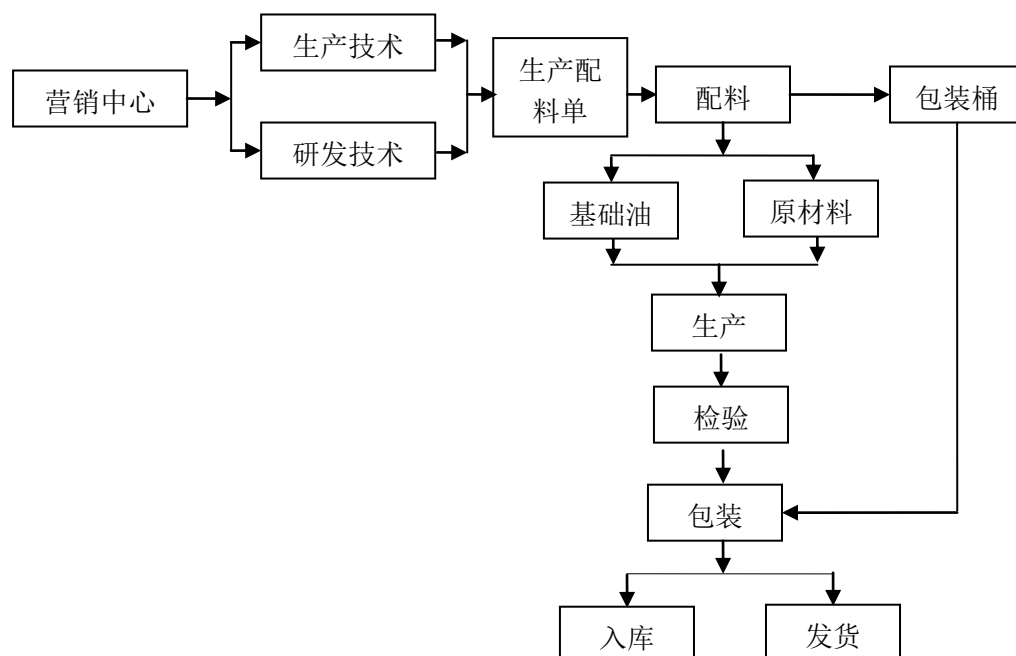 生产技术
营销中心
研发技术
生产配
料单
配料
包装桶
基础油
原材料
生产
检验
包装
入库
发货